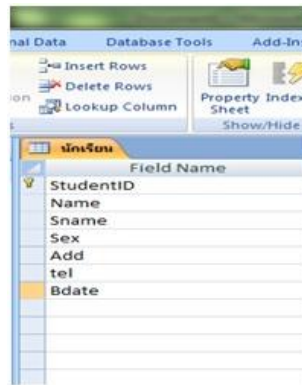 nal Data Database Tools Add-In
Insert Rows
Delete Rows
on Lookup Column
Property Sheet
Index
s Show/Hide
นักเรียน
Field Name
StudentID
Name
Sname
Sex
Add
tel
Bdate